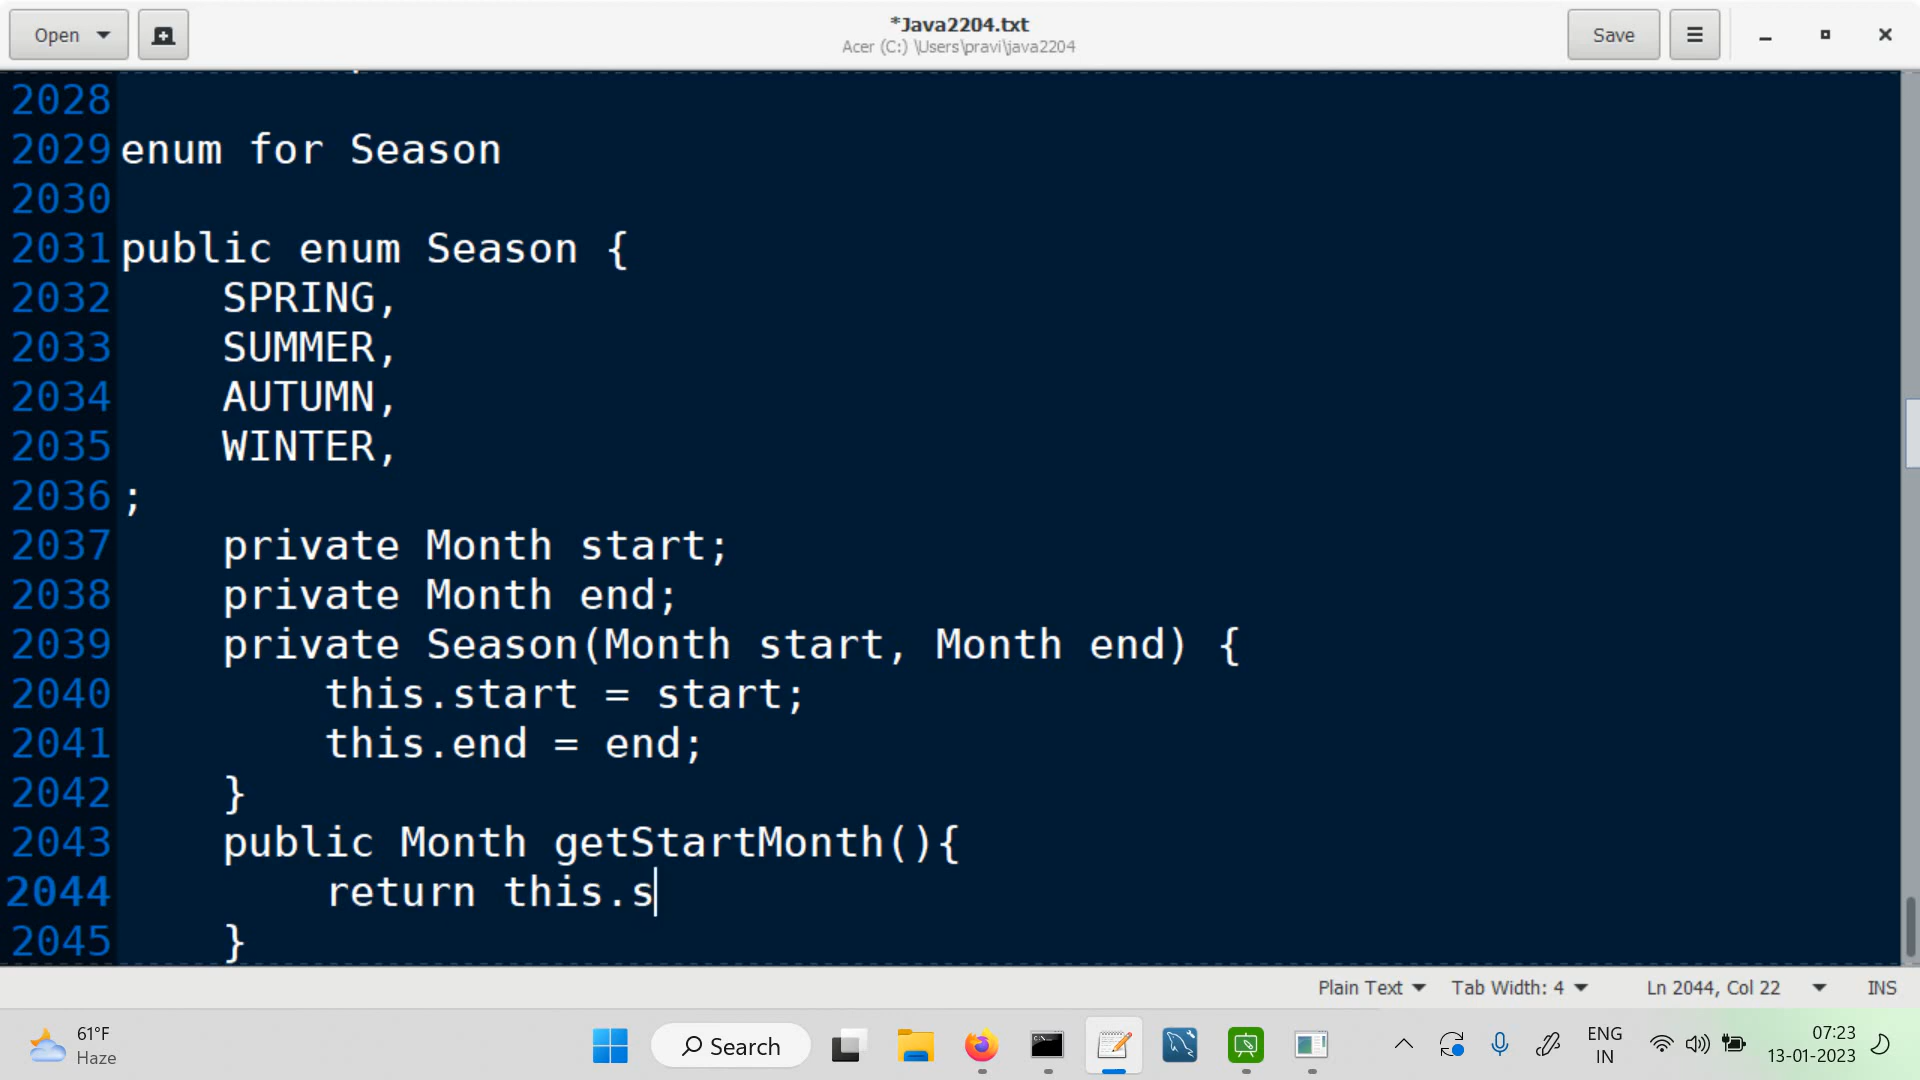 Open
*Java2204.txt
Acer (C:) \Users\pravi\java2204
Save
2028
2029 enum for Season
2030
2031 public enum Season {
2032     SPRING,
2033     SUMMER,
2034     AUTUMN,
2035     WINTER,
2036 ;
2037     private Month start;
2038     private Month end;
2039     private Season(Month start, Month end) {
2040         this.start = start;
2041         this.end = end;
2042     }
2043     public Month getStartMonth(){
2044         return this.s
2045     }
Plain Text
Tab Width: 4
Ln 2044, Col 22
INS
61°F
Haze
Search
ENG
IN
07:23
13-01-2023